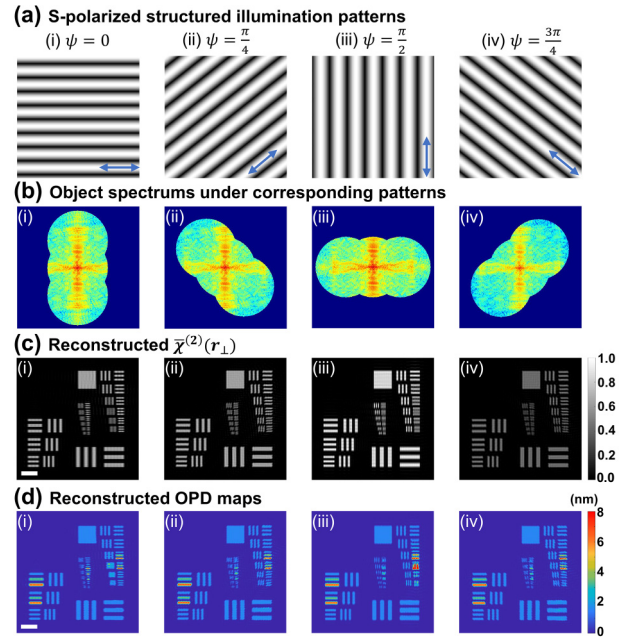 (a) S-polarized structured illumination patterns
(i) ψ = 0 (ii) ψ = π/4 (iii) ψ = π/2 (iv) ψ = 3π/4
(b) Object spectrums under corresponding patterns
(i) (ii) (iii) (iv)
(c) Reconstructed χ̅⁽²⁾(r⊥)
(i) (ii) (iii) (iv)
1.0
0.8
0.6
0.4
0.2
0.0
(d) Reconstructed OPD maps (nm)
(i) (ii) (iii) (iv)
8
6
4
2
0